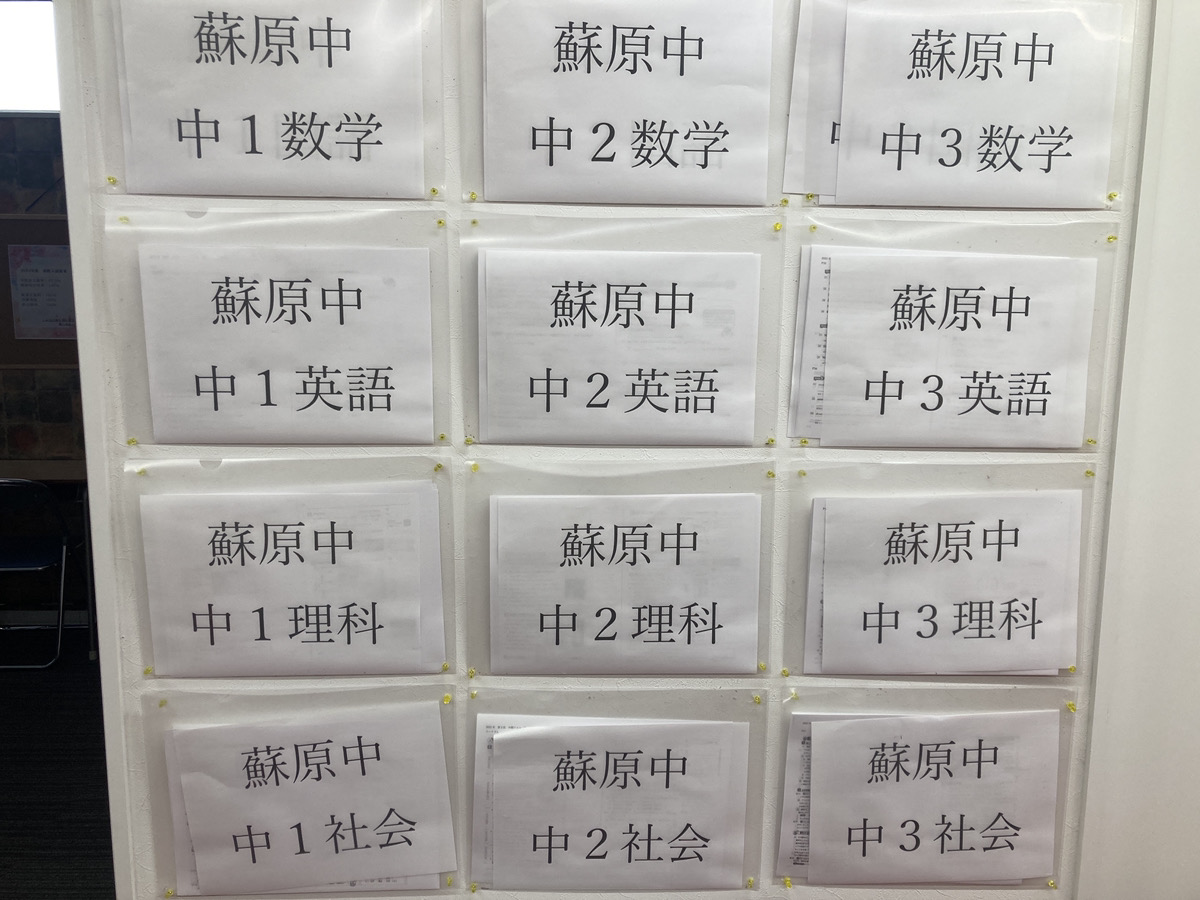 蘇原中
中1数学
蘇原中
中2数学
蘇原中
中3数学
蘇原中
中1英語
蘇原中
中2英語
蘇原中
中3英語
蘇原中
中1理科
蘇原中
中2理科
蘇原中
中3理科
蘇原中
中1社会
蘇原中
中2社会
蘇原中
中3社会